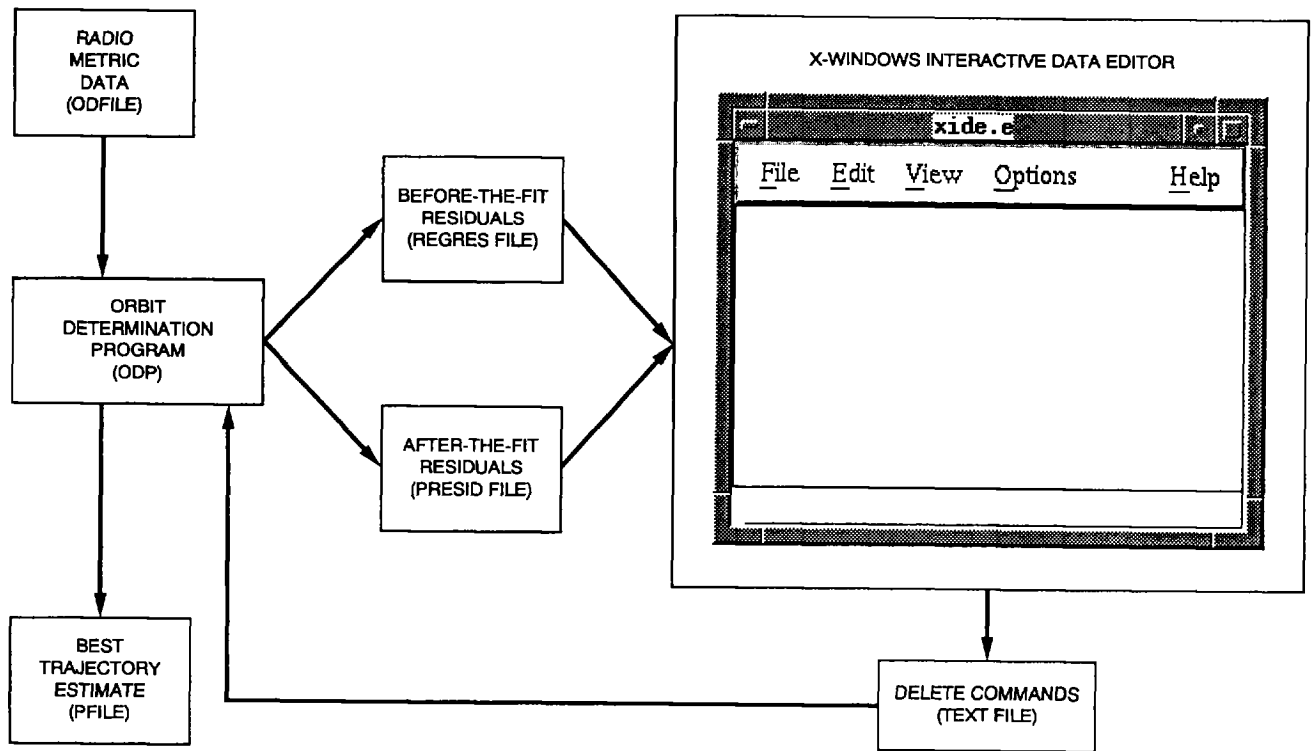 RADIO
METRIC
DATA
(ODFILE)
X-WINDOWS INTERACTIVE DATA EDITOR
xide.e
File Edit View Options Help
BEFORE-THE-FIT
RESIDUALS
(REGRES FILE)
ORBIT
DETERMINATION
PROGRAM
(ODP)
AFTER-THE-FIT
RESIDUALS
(PRESID FILE)
BEST
TRAJECTORY
ESTIMATE
(PFILE)
DELETE COMMANDS
(TEXT FILE)